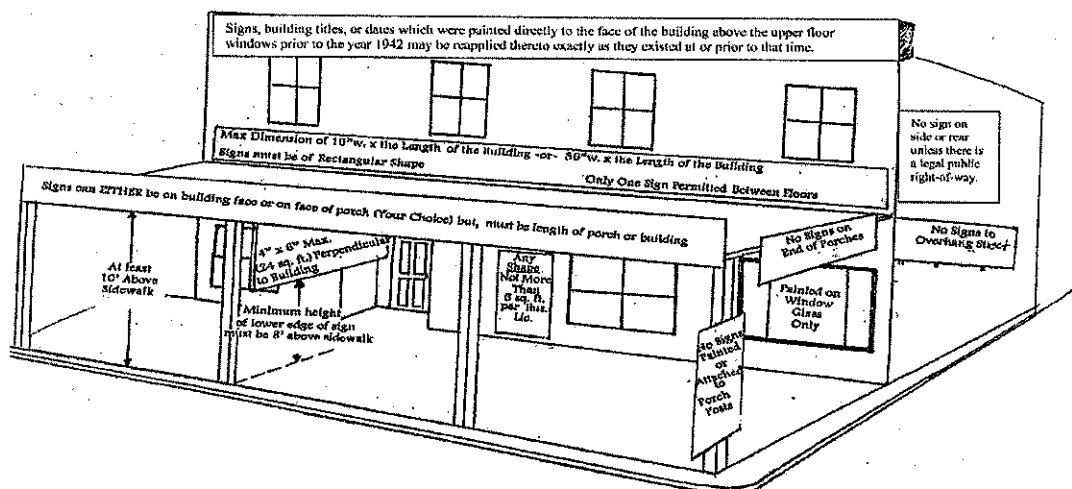 Signs, building titles, or dates which were painted directly to the face of the building above the upper floor
windows prior to the year 1942 may be reapplied thereto exactly as they existed at or prior to that time.
Max Dimension of 10"w. x the Length of the Building -or- 30"w. x the Length of the Building
Signs must be of Rectangular Shape
Only One Sign Permitted Between Floors
No sign on
side or rear
unless there is
a legal public
right-of-way.
Signs can EITHER be on building face or on face of porch (Your Choice) but, must be length of porch or building
No Signs on
End of Porches
No Signs to
Overhang Street
4" x 6" Max.
(24 sq. ft.) Perpendicular
to Building
At least
10' Above
Sidewalk
Minimum height
of lower edge of sign
must be 8' above sidewalk
Any
Shape
Not More
Than
6 sq. ft.
per
Lic.
Painted on
Window
Glass
Only
No Signs
Painted
or
Attached
to
Porch
Posts